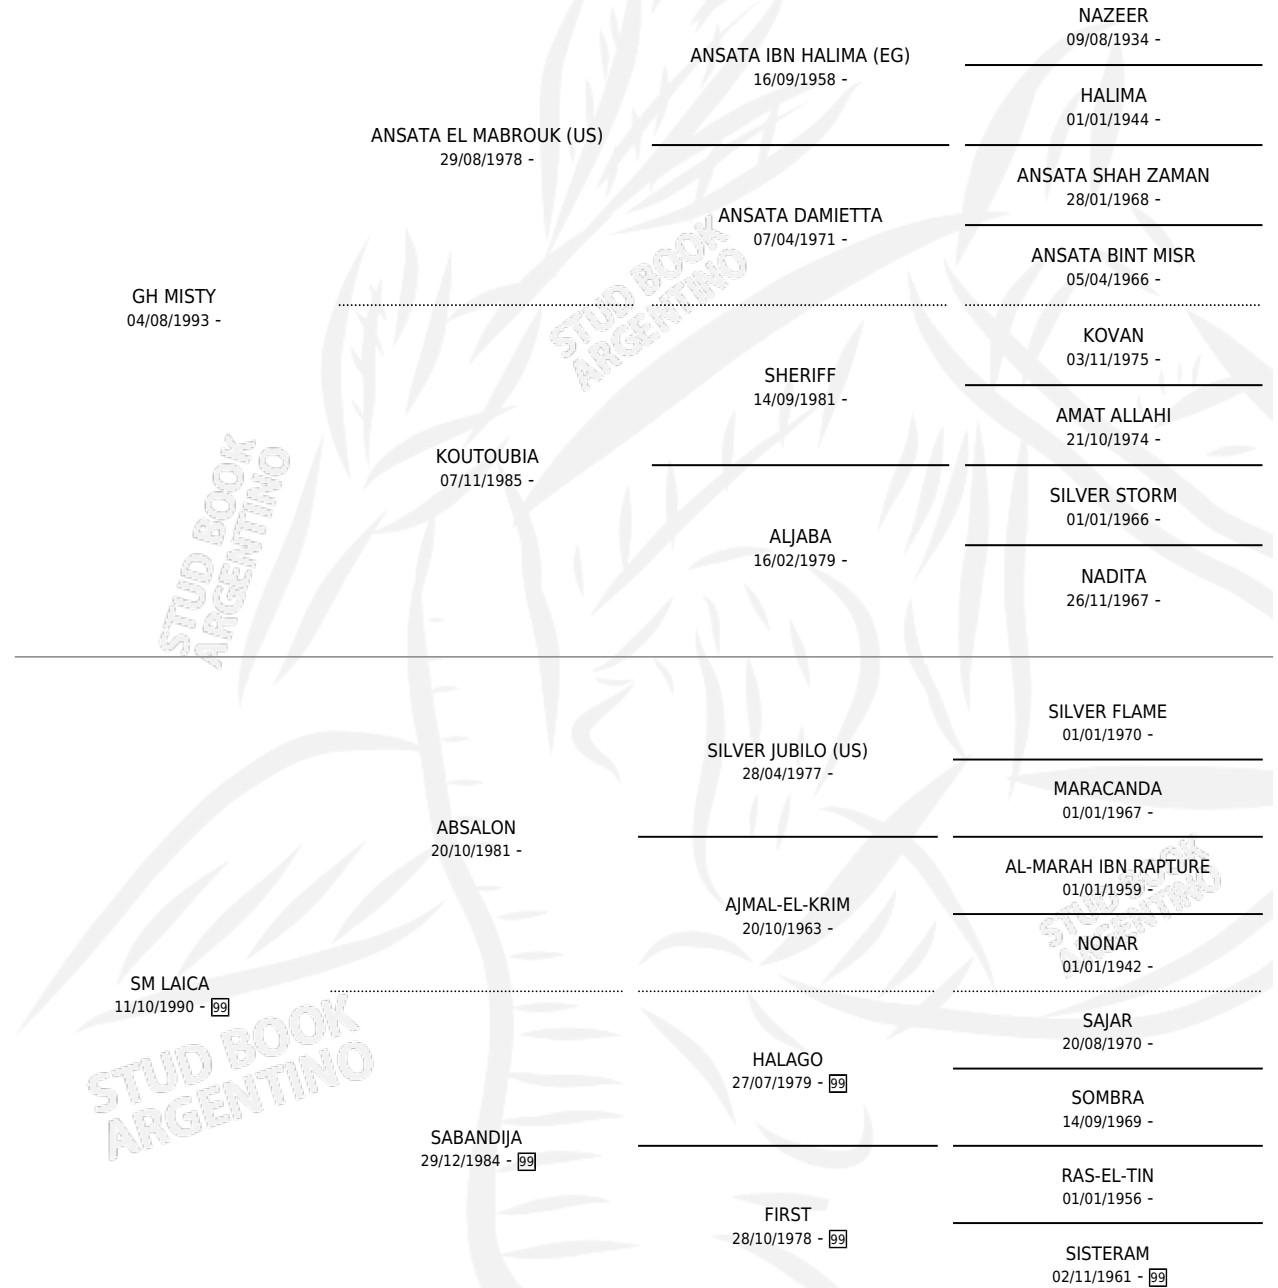 NAZEER
09/08/1934 -
ANSATA IBN HALIMA (EG)
16/09/1958 -
HALIMA
01/01/1944 -
ANSATA EL MABROUK (US)
29/08/1978 -
ANSATA SHAH ZAMAN
28/01/1968 -
ANSATA DAMIETTA
07/04/1971 -
ANSATA BINT MISR
05/04/1966 -
GH MISTY
04/08/1993 -
KOVAN
03/11/1975 -
SHERIFF
14/09/1981 -
AMAT ALLAHI
21/10/1974 -
KOUTOUBIA
07/11/1985 -
SILVER STORM
01/01/1966 -
ALJABA
16/02/1979 -
NADITA
26/11/1967 -
STUD BOOK
ARGENTINO
STUD BOOK
ARGENTINO
SILVER FLAME
01/01/1970 -
SILVER JUBILO (US)
28/04/1977 -
MARACANDA
01/01/1967 -
ABSALON
20/10/1981 -
AL-MARAH IBN RAPTURE
01/01/1959 -
AJMAL-EL-KRIM
20/10/1963 -
NONAR
01/01/1942 -
STUD BOOK
ARGENTINO
SM LAICA
11/10/1990 - 99
SAJAR
20/08/1970 -
HALAGO
27/07/1979 - 99
SOMBRA
14/09/1969 -
SABANDIJA
29/12/1984 - 99
RAS-EL-TIN
01/01/1956 -
FIRST
28/10/1978 - 99
SISTERAM
02/11/1961 - 99
STUD BOOK
ARGENTINO